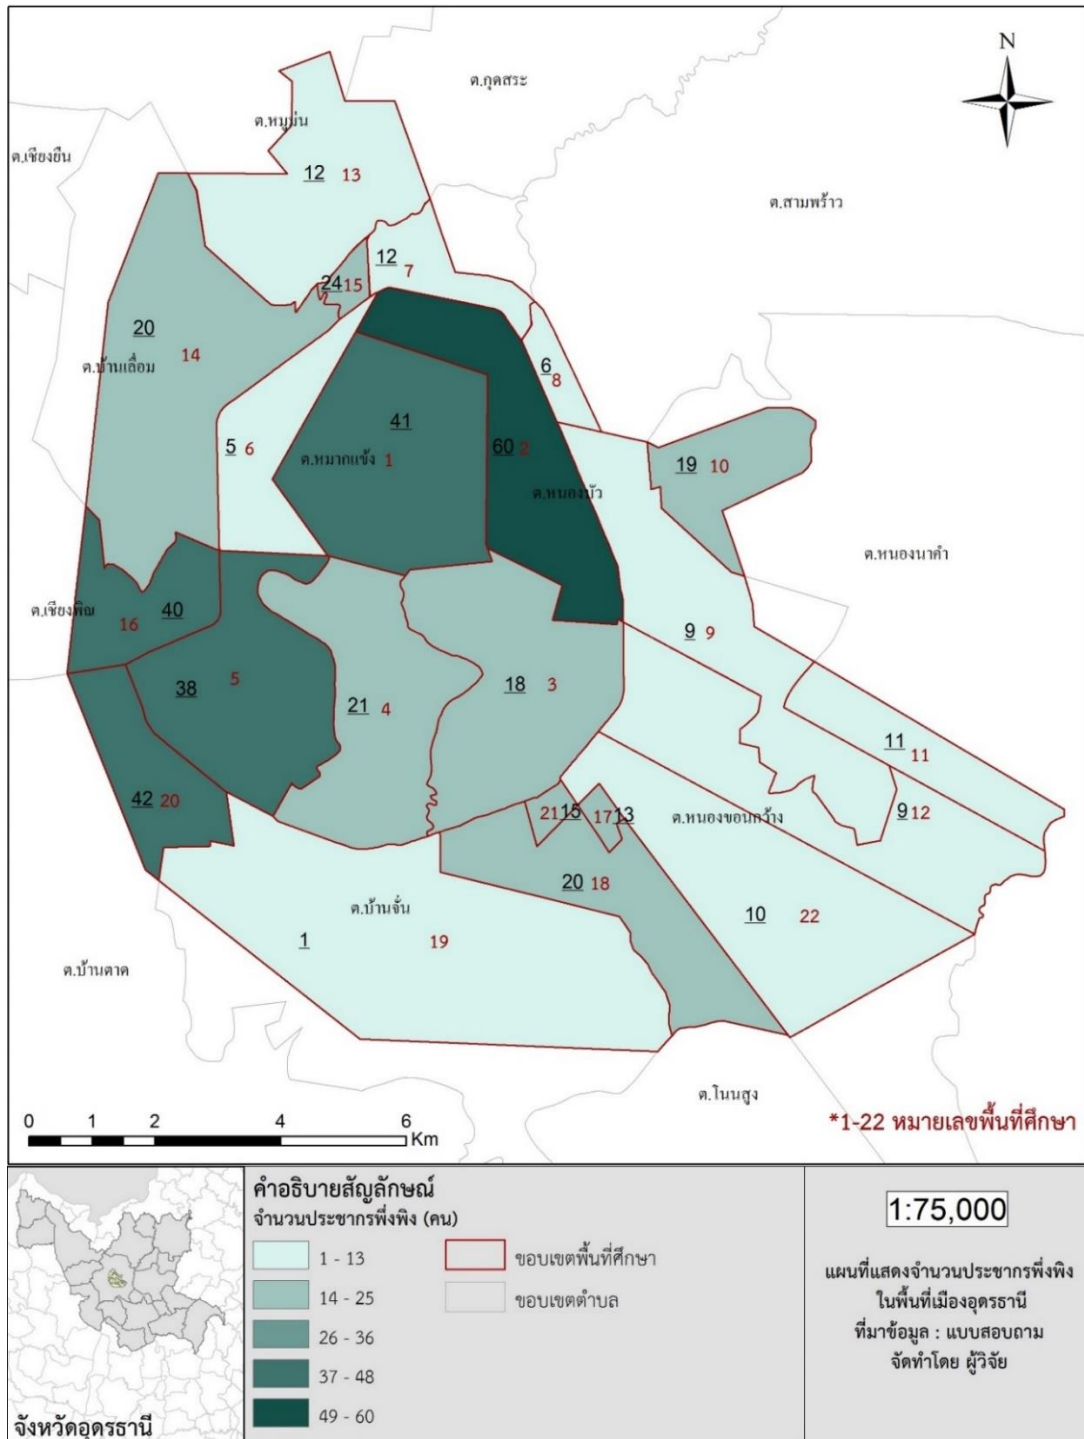 N
ต.กุดสระ
ต.หมูม่น
ต.เชียงยืน
12 13
ต.สามพร้าว
12 7
24 15
20 14
ต.บ้านเลื่อม
6 8
41
5 6
ต.หมากแข้ง 1
60 2
19 10
ต.หนองบัว
ต.หนองนาคำ
ต.เชียงพิณ
16 40
9 9
38 5
18 3
21 4
11 11
42 20
21 15 17 13
ต.หนองขอนกว้าง
9 12
20 18
ต.บ้านจั่น
10 22
1 19
ต.บ้านตาด
ต.โนนสูง
0 1 2 4 6
Km
*1-22 หมายเลขพื้นที่ศึกษา
จังหวัดอุดรธานี
คำอธิบายสัญลักษณ์
จำนวนประชากรพึ่งพิง (คน)
1 - 13
14 - 25
26 - 36
37 - 48
49 - 60
ขอบเขตพื้นที่ศึกษา
ขอบเขตตำบล
1:75,000
แผนที่แสดงจำนวนประชากรพึ่งพิง
ในพื้นที่เมืองอุดรธานี
ที่มาข้อมูล : แบบสอบถาม
จัดทำโดย ผู้วิจัย